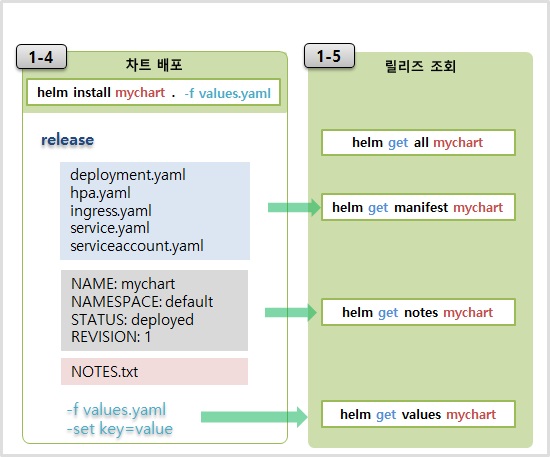 1-4
차트 배포
helm install mychart . -f values.yaml
release
deployment.yaml
hpa.yaml
ingress.yaml
service.yaml
serviceaccount.yaml
NAME: mychart
NAMESPACE: default
STATUS: deployed
REVISION: 1
NOTES.txt
-f values.yaml
-set key=value
1-5
릴리즈 조회
helm get all mychart
helm get manifest mychart
helm get notes mychart
helm get values mychart